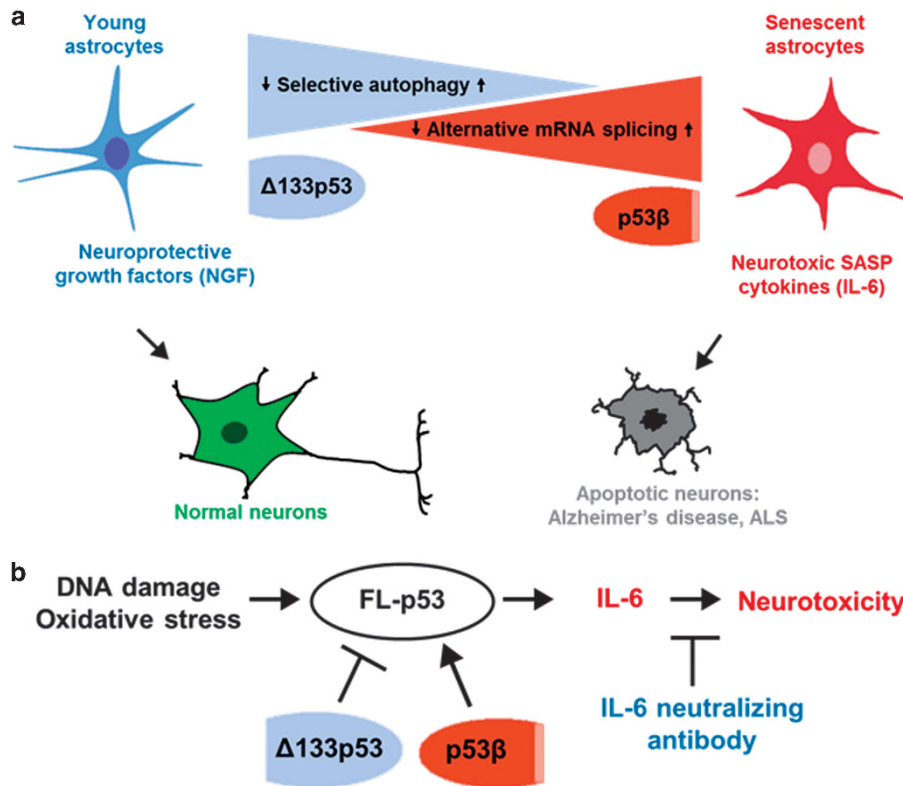 a
Young
astrocytes
Senescent
astrocytes
↓ Selective autophagy ↑
↓ Alternative mRNA splicing ↑
Δ133p53
p53β
Neuroprotective
growth factors (NGF)
Neurotoxic SASP
cytokines (IL-6)
Normal neurons
Apoptotic neurons:
Alzheimer's disease, ALS
b
DNA damage
Oxidative stress
FL-p53
IL-6
Neurotoxicity
Δ133p53
p53β
IL-6 neutralizing
antibody